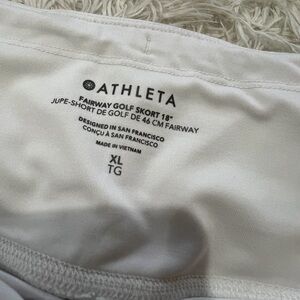 ATHLETA
FAIRWAY GOLF SKORT 18"
JUPE-SHORT DE GOLF DE 46 CM FAIRWAY
DESIGNED IN SAN FRANCISCO
CONÇU À SAN FRANCISCO
MADE IN VIETNAM
XL
TG